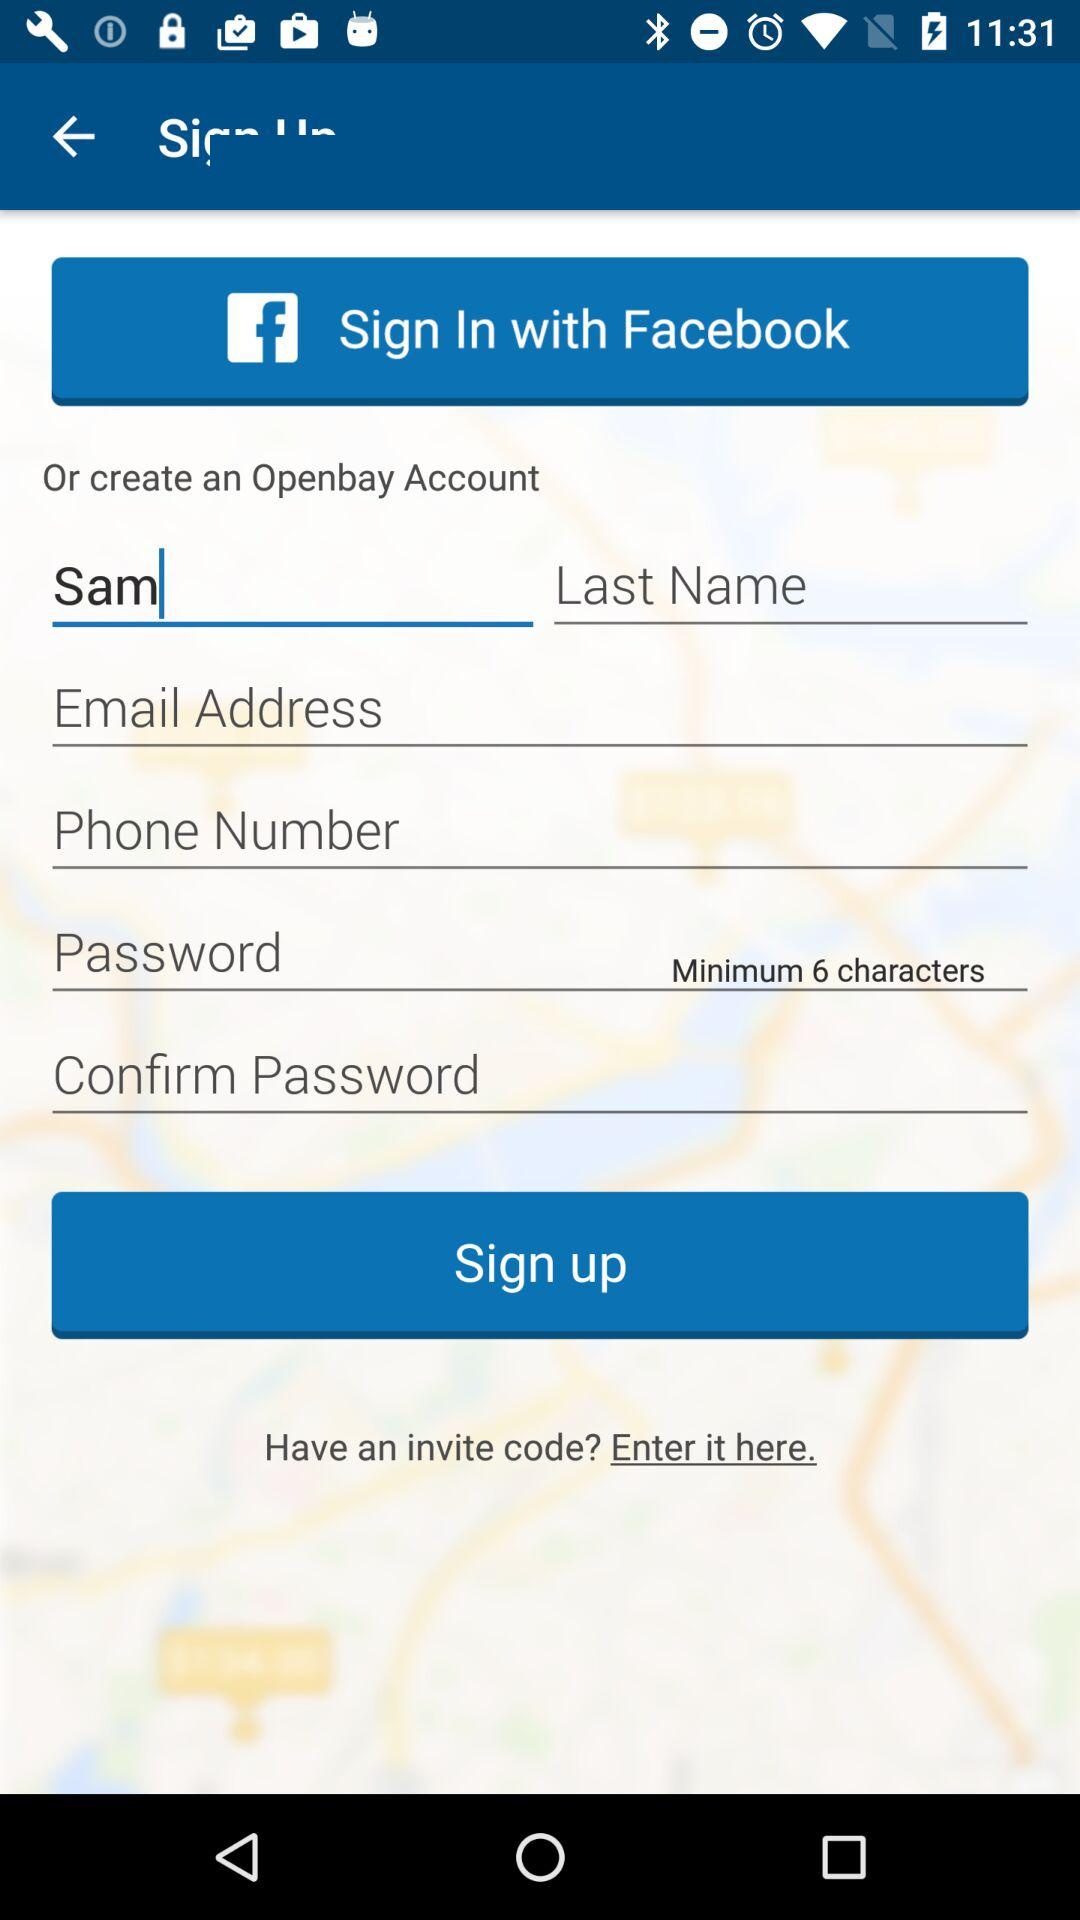 11:31
Sign Up
Sign In with Facebook
Or create an Openbay Account
Sam
Last Name
Email Address
Phone Number
Password
Minimum 6 characters
Confirm Password
Sign up
Have an invite code? Enter it here.